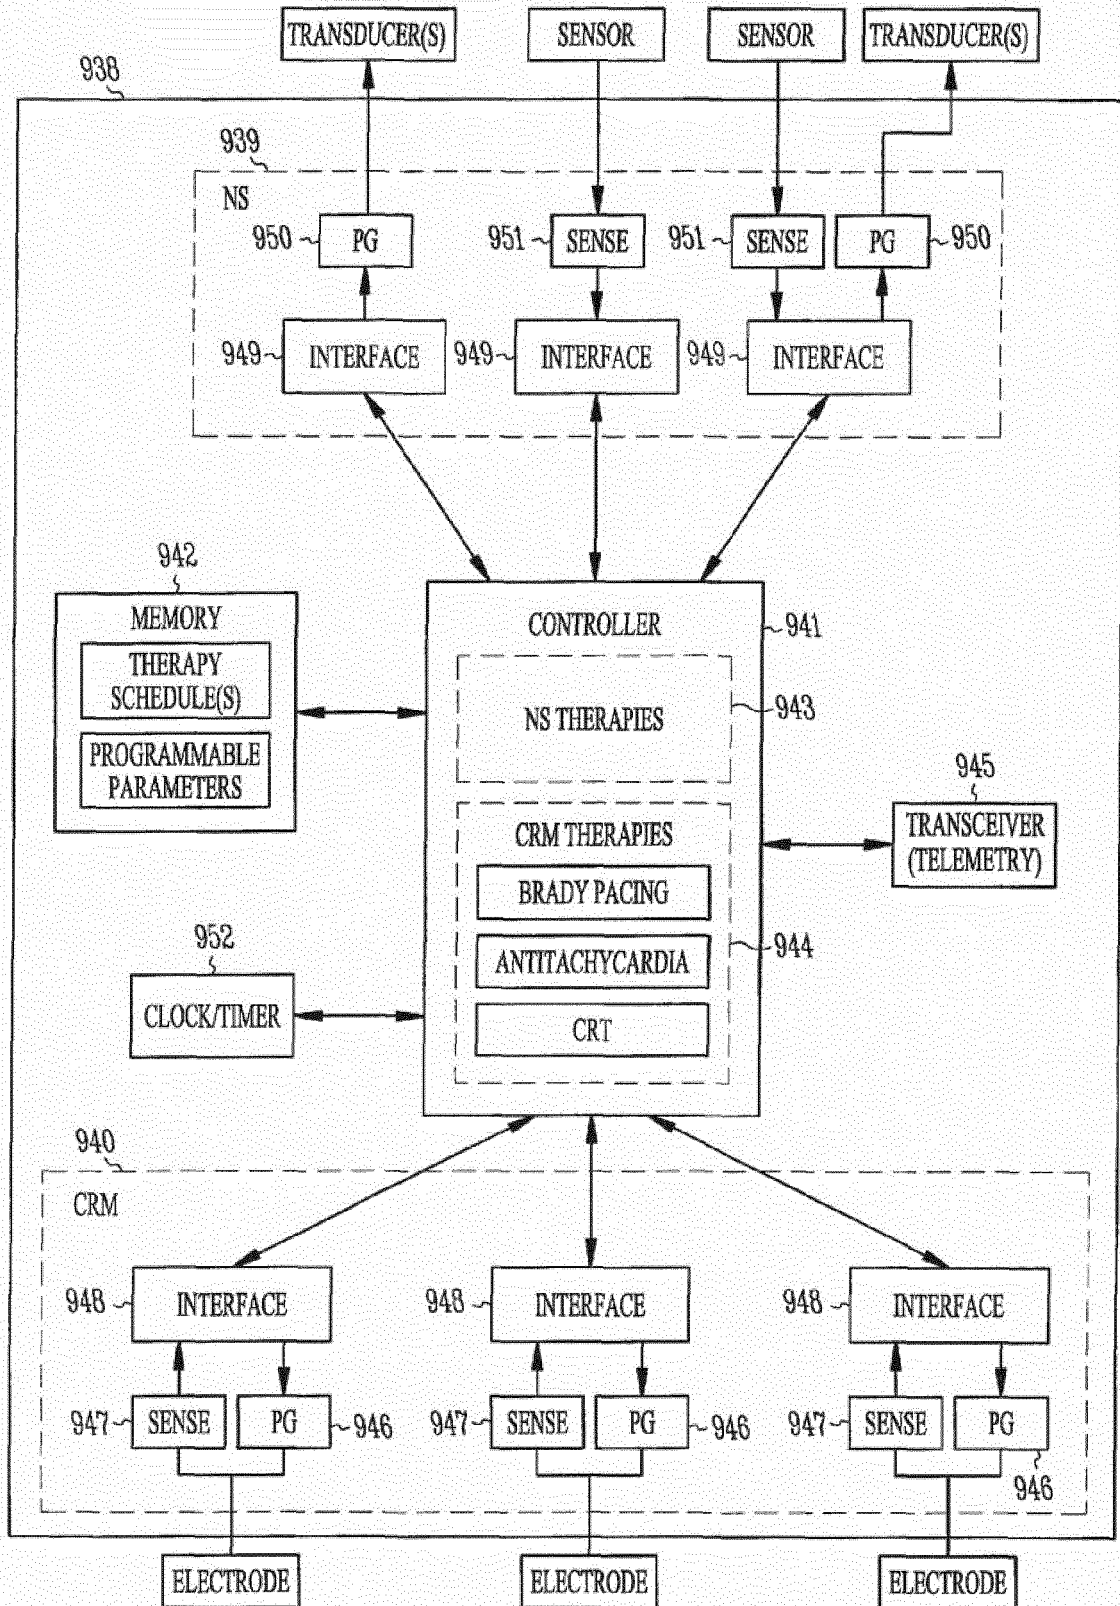 TRANSDUCER(S)
SENSOR
SENSOR
TRANSDUCER(S)
938
939
NS
950
PG
951
SENSE
951
SENSE
PG
950
949
INTERFACE
949
INTERFACE
949
INTERFACE
942
MEMORY
THERAPY
SCHEDULE(S)
PROGRAMMABLE
PARAMETERS
CONTROLLER
941
NS THERAPIES
943
CRM THERAPIES
BRADY PACING
ANTITACHYCARDIA
CRT
944
945
TRANSCEIVER
(TELEMETRY)
952
CLOCK/TIMER
940
CRM
948
INTERFACE
948
INTERFACE
948
INTERFACE
947
SENSE
PG
946
947
SENSE
PG
946
947
SENSE
PG
946
ELECTRODE
ELECTRODE
ELECTRODE